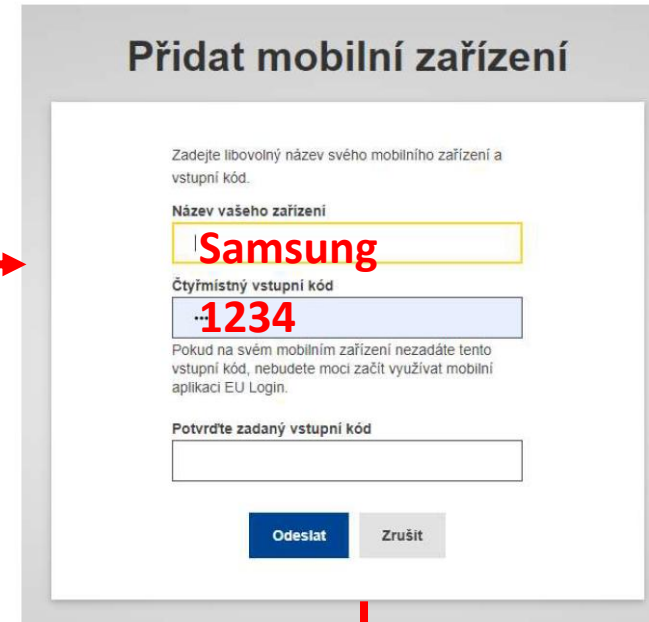 Přidat mobilní zařízení
Zadejte libovolný název svého mobilního zařízení a
vstupní kód.
Název vašeho zařízení
Samsung
Čtyřmístný vstupní kód
1234
Pokud na svém mobilním zařízení nezadáte tento
vstupní kód, nebudete moci začít využívat mobilní
aplikaci EU Login.
Potvrďte zadaný vstupní kód
Odeslat Zrušit